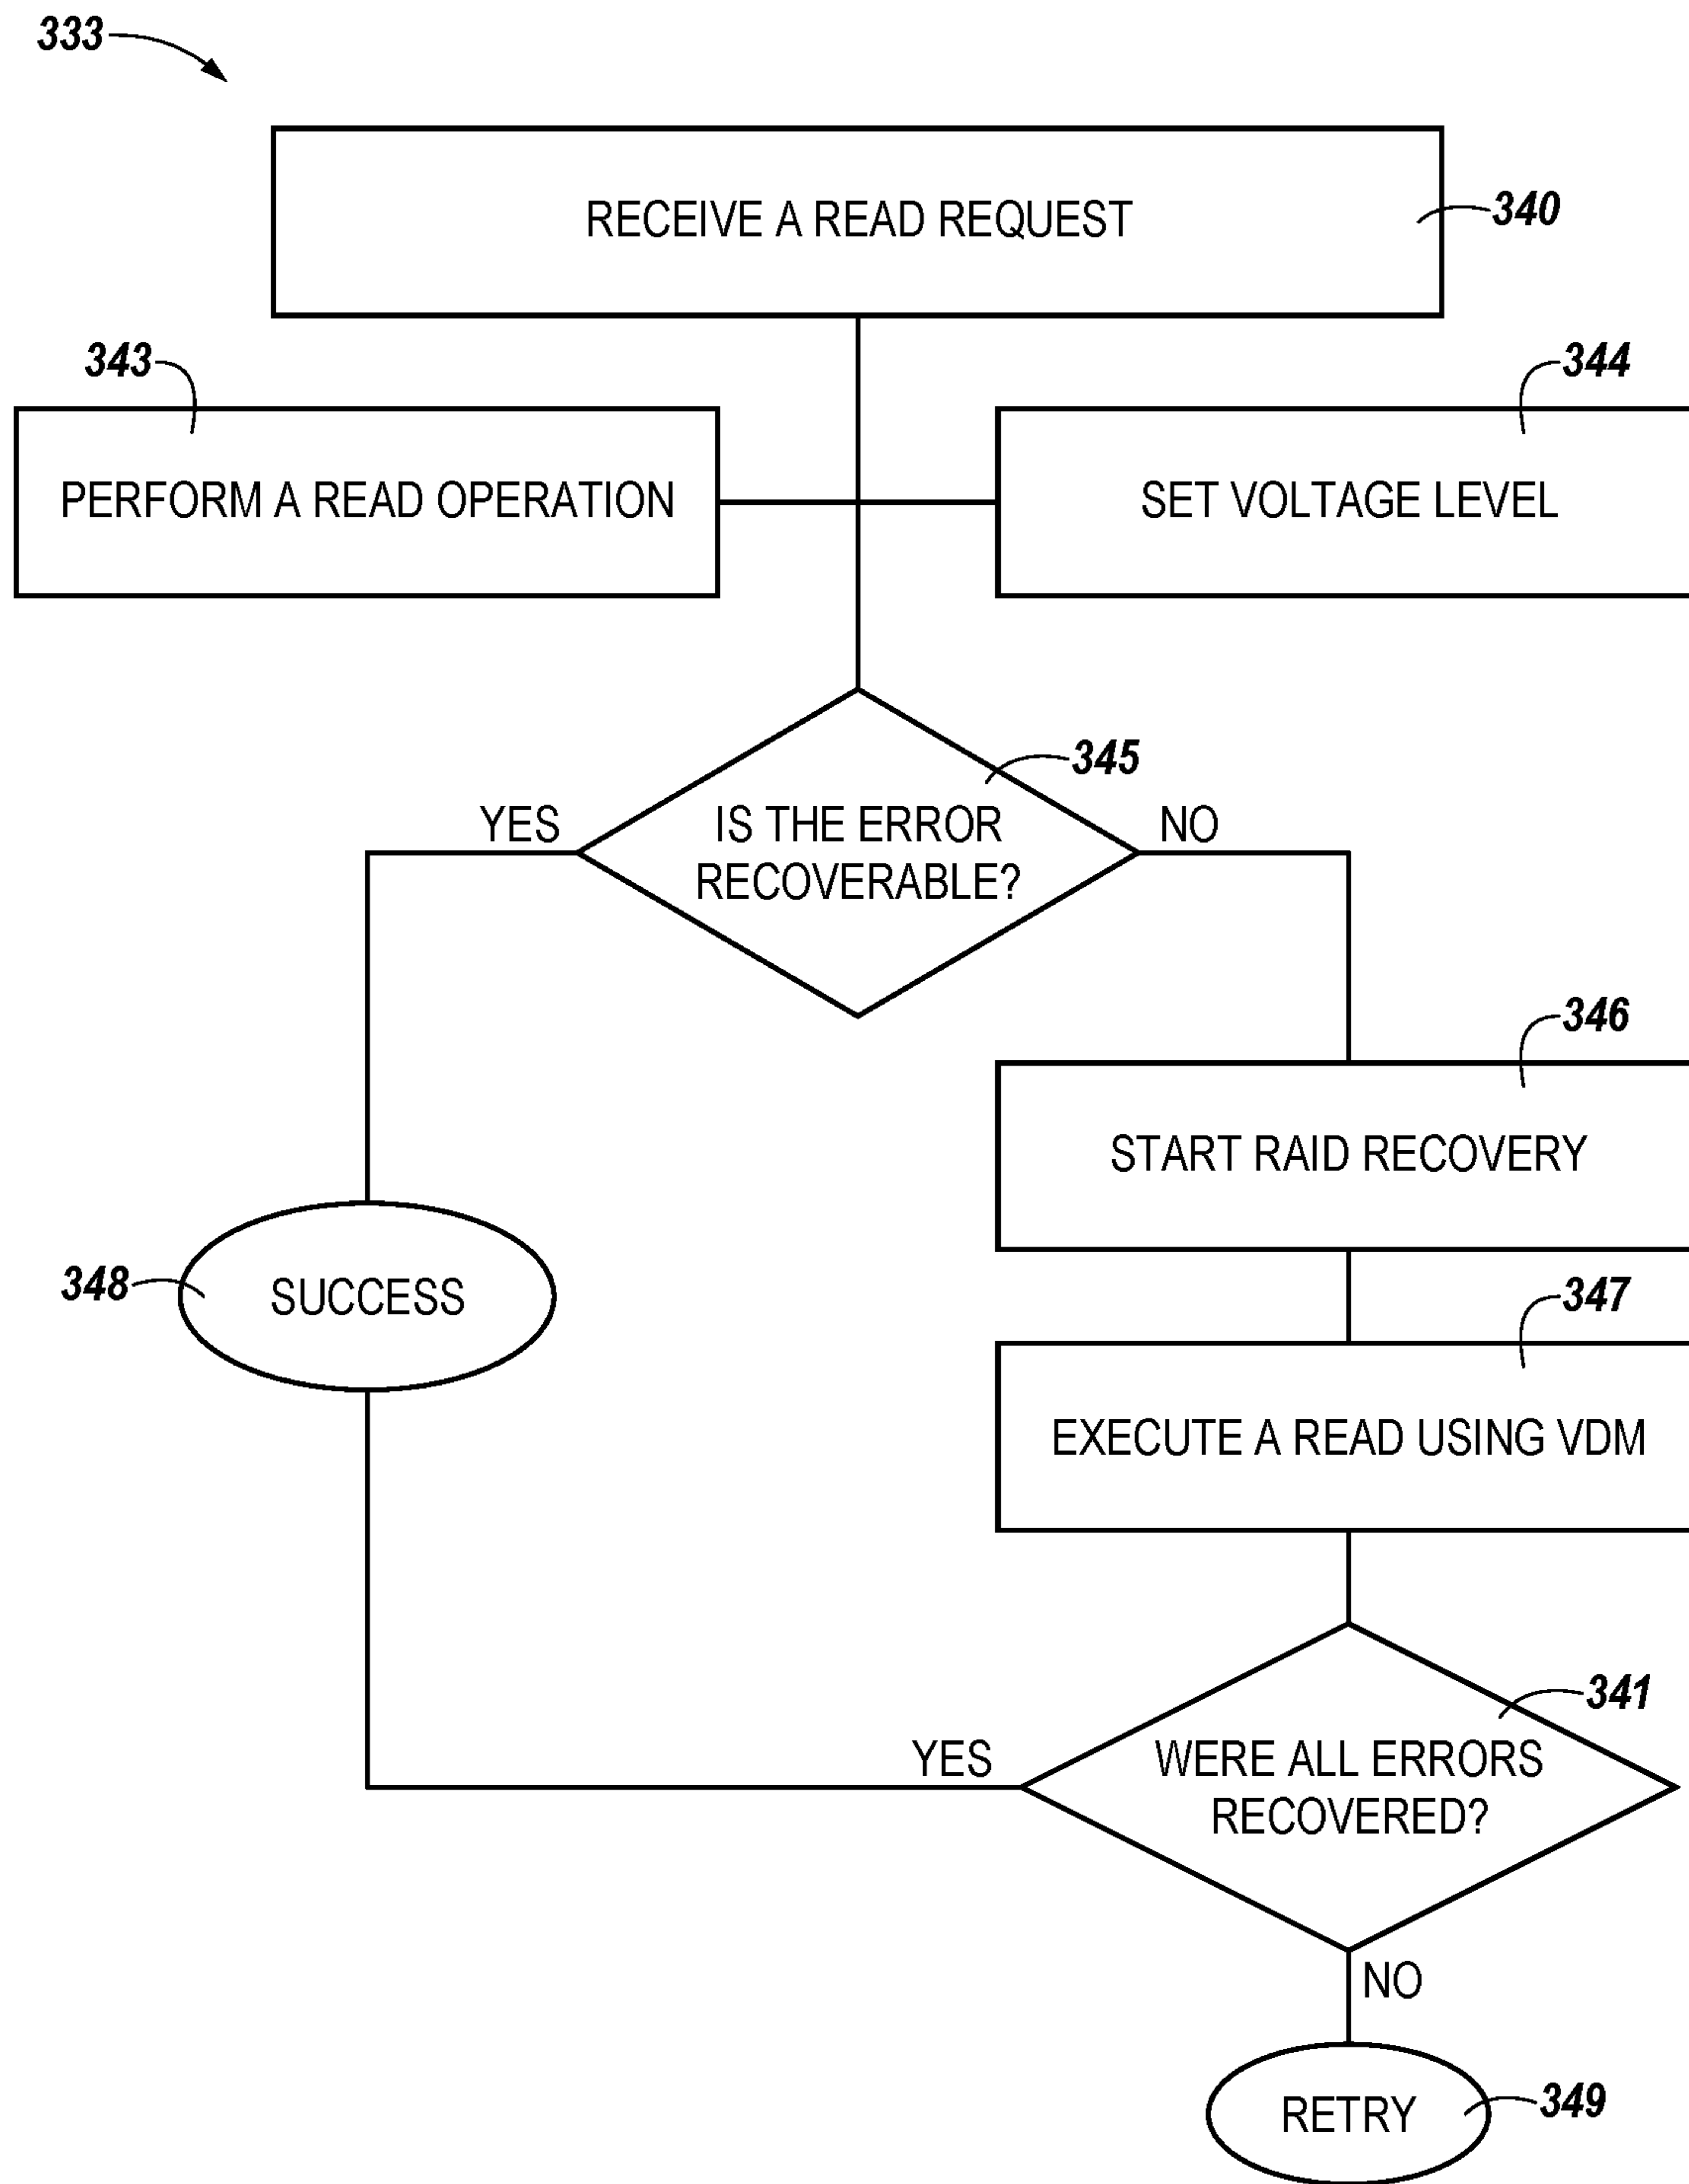 333
RECEIVE A READ REQUEST
340
343
344
PERFORM A READ OPERATION
SET VOLTAGE LEVEL
345
YES
IS THE ERROR
RECOVERABLE?
NO
346
START RAID RECOVERY
348
SUCCESS
347
EXECUTE A READ USING VDM
341
YES
WERE ALL ERRORS
RECOVERED?
NO
RETRY
349